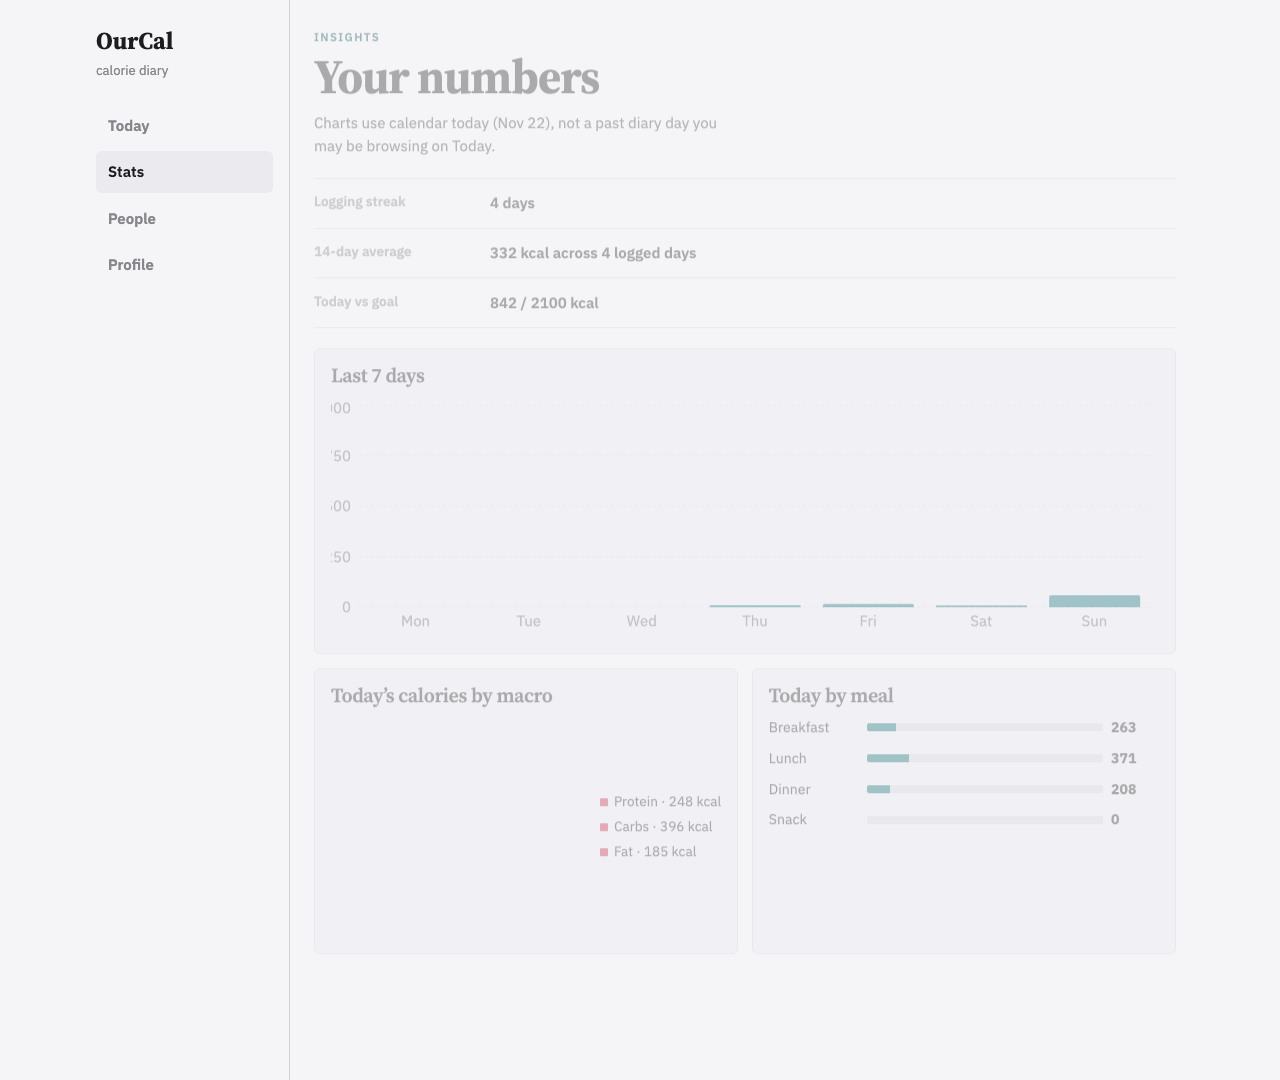 OurCal
calorie diary
Today
Stats
People
Profile
INSIGHTS
Your numbers
Charts use calendar today (Nov 22), not a past diary day you
may be browsing on Today.
Logging streak 4 days
14-day average 332 kcal across 4 logged days
Today vs goal 842 / 2100 kcal
Last 7 days
00
50
00
50
0
Mon Tue Wed Thu Fri Sat Sun
Today's calories by macro
Protein · 248 kcal
Carbs · 396 kcal
Fat · 185 kcal
Today by meal
Breakfast 263
Lunch 371
Dinner 208
Snack 0